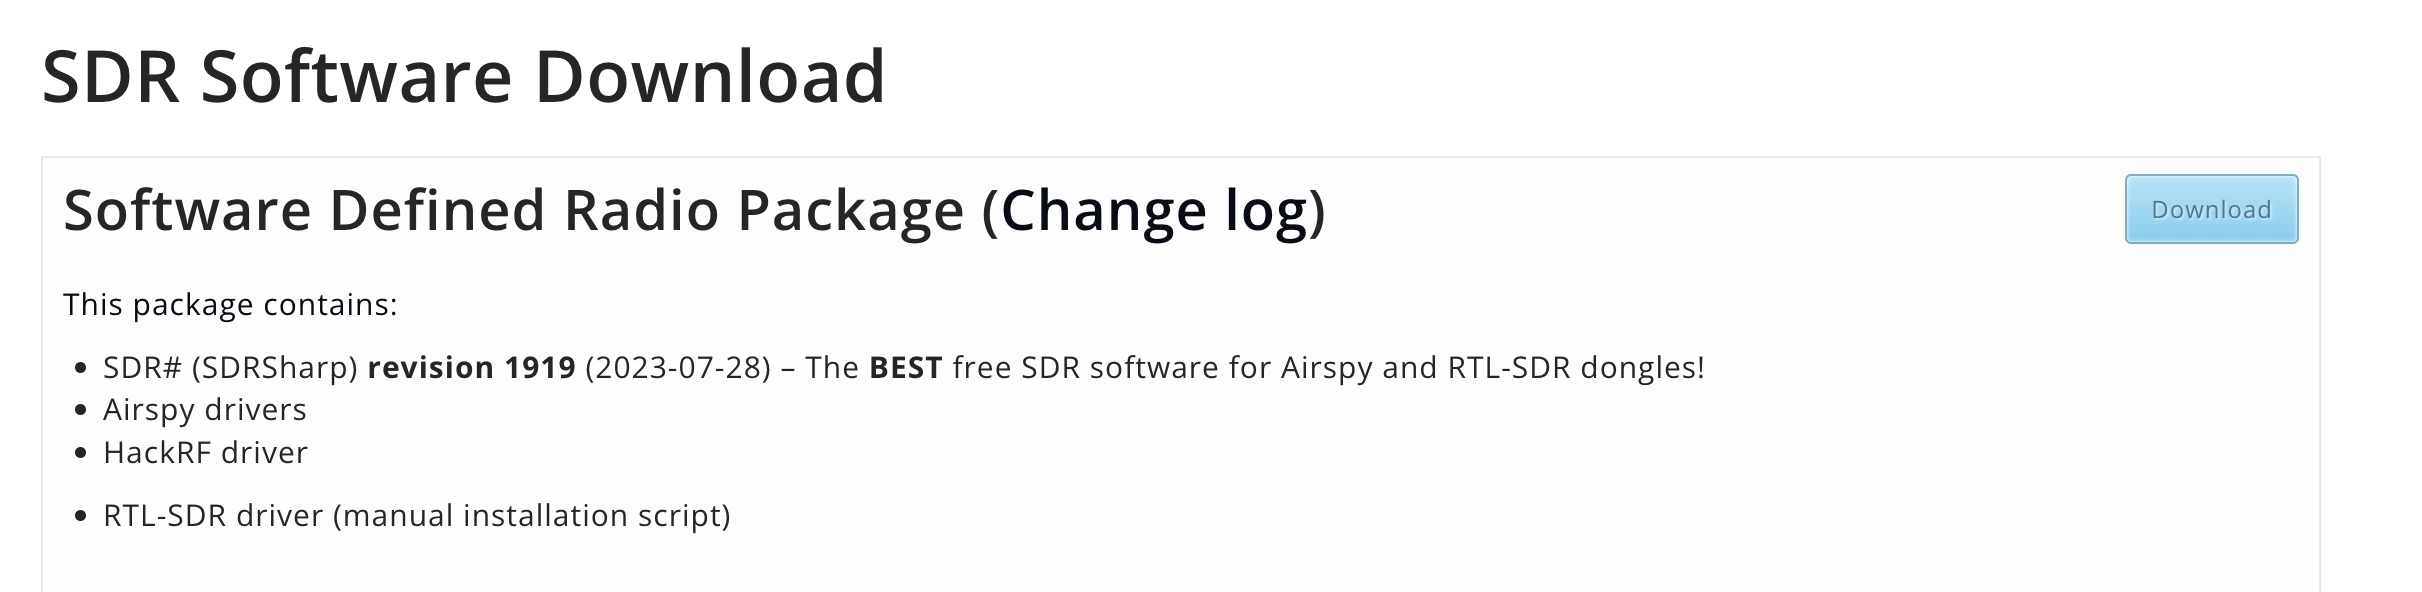 SDR Software Download
Software Defined Radio Package (Change log)
Download
This package contains:
SDR# (SDRSharp) revision 1919 (2023-07-28) – The BEST free SDR software for Airspy and RTL-SDR dongles!
Airspy drivers
HackRF driver
RTL-SDR driver (manual installation script)